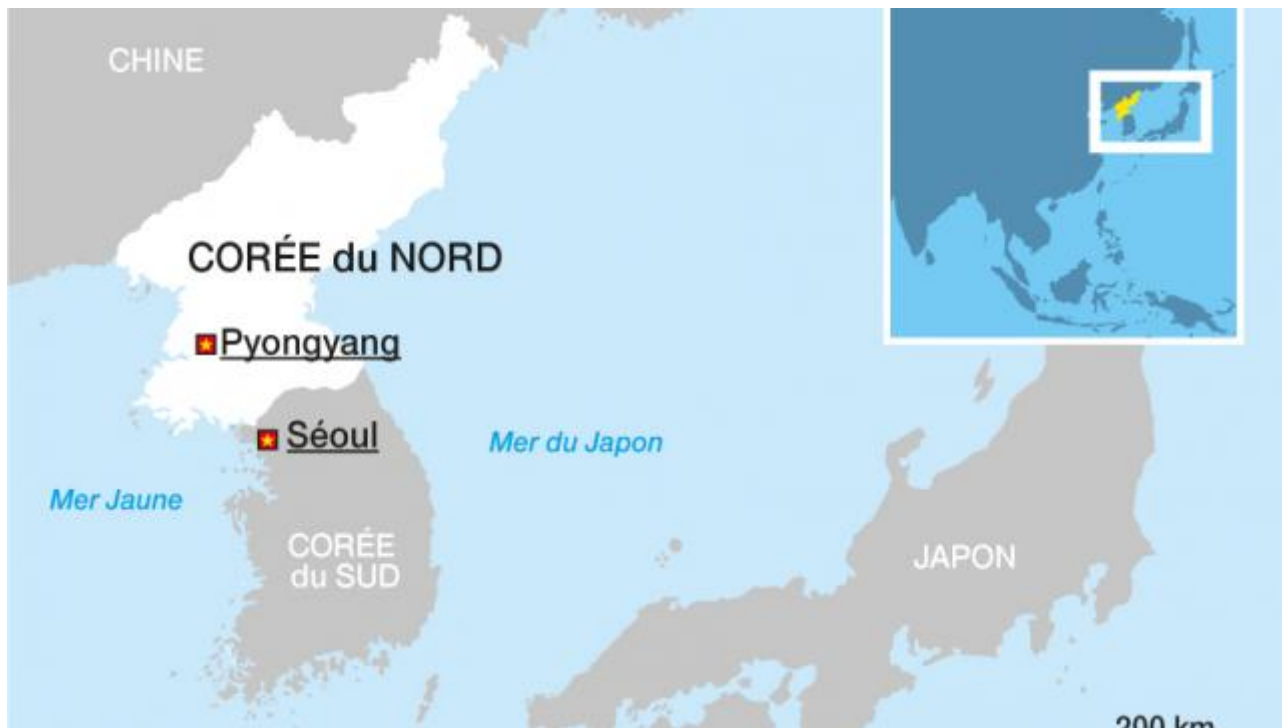 CHINE
CORÉE du NORD
Pyongyang
Séoul
Mer du Japon
Mer Jaune
CORÉE
du SUD
JAPON
200 km